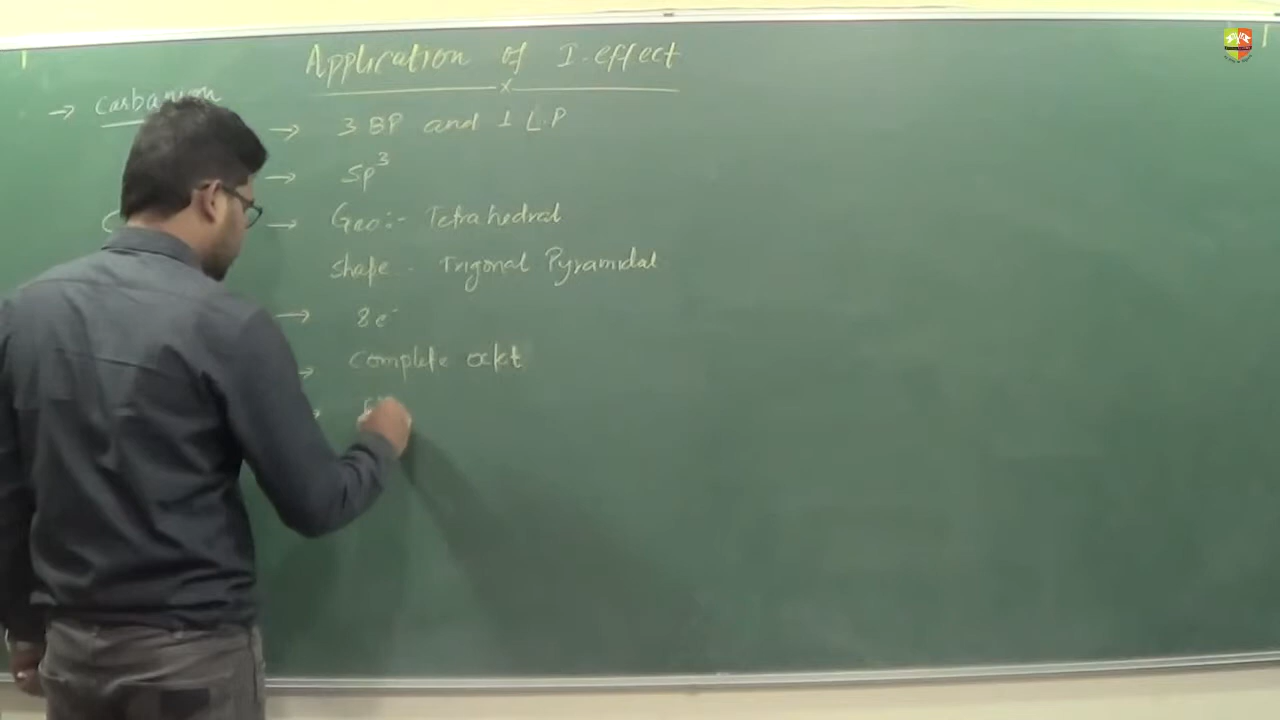 Application of I-effect
x
→ Carbanion
→ 3 BP and 1 L.P
→ Sp³
→ Geo:- Tetrahedral
Shape - Trigonal Pyramidal
→ 8e⁻
→ Complete octet